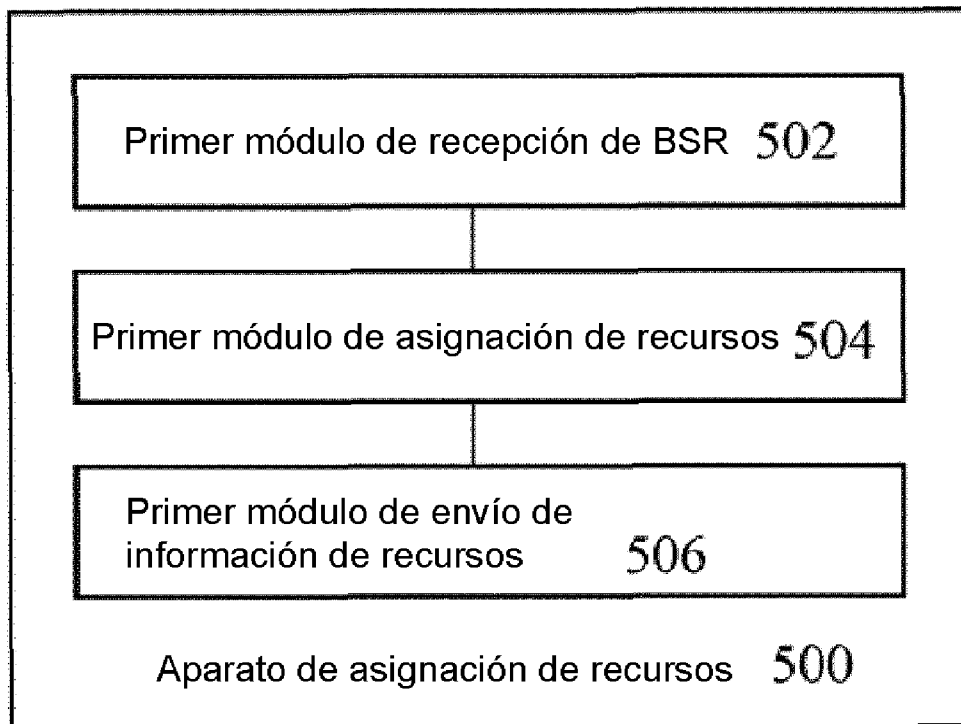 Primer módulo de recepción de BSR 502
Primer módulo de asignación de recursos 504
Primer módulo de envío de
información de recursos 506
Aparato de asignación de recursos 500